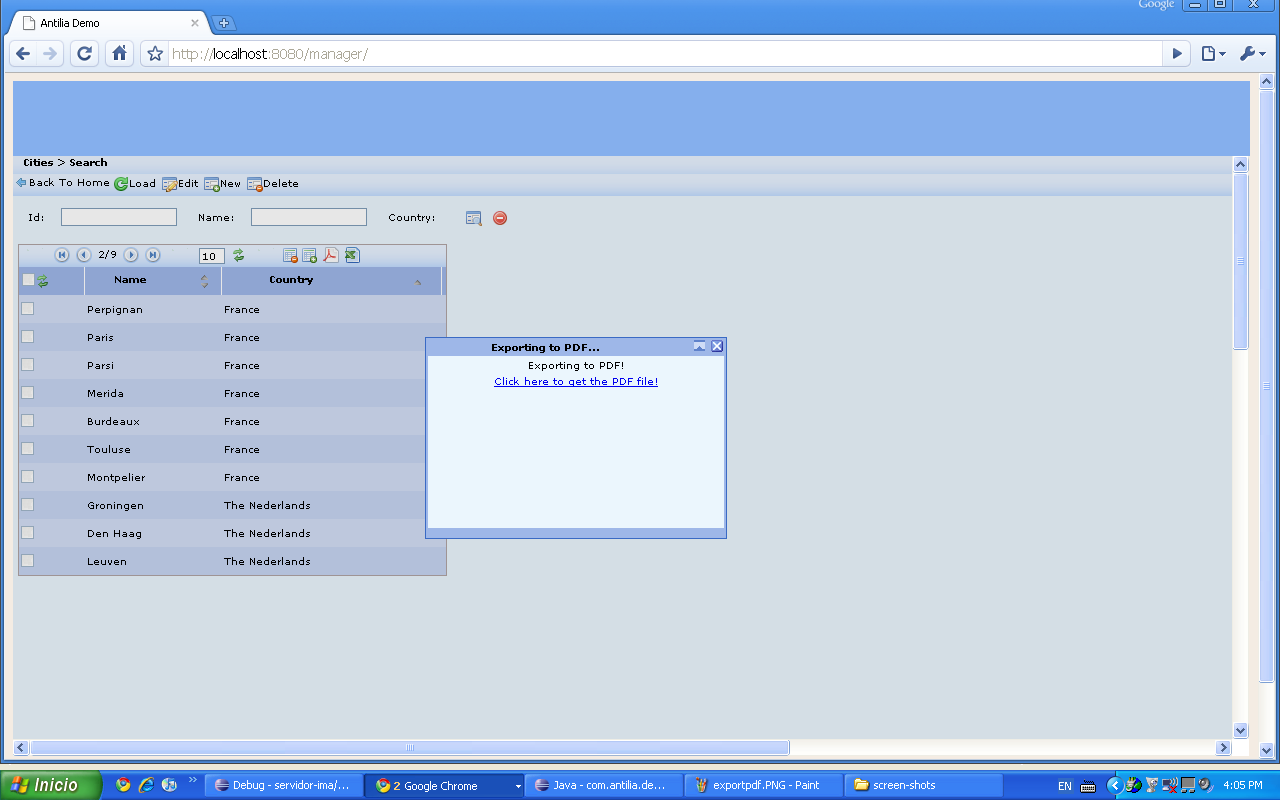 Google
Antilia Demo
http://localhost:8080/manager/
Cities > Search
Back To Home Load Edit New Delete
Id: Name: Country:
2/9 10
Name Country
Perpignan France
Paris France
Parsi France
Merida France
Burdeaux France
Touluse France
Montpelier France
Groningen The Nederlands
Den Haag The Nederlands
Leuven The Nederlands
Exporting to PDF...
Exporting to PDF!
Click here to get the PDF file!
Inicio
Debug - servidor-ima/...
2 Google Chrome
Java - com.antilia.de...
exportpdf.PNG - Paint
screen-shots
EN
4:05 PM